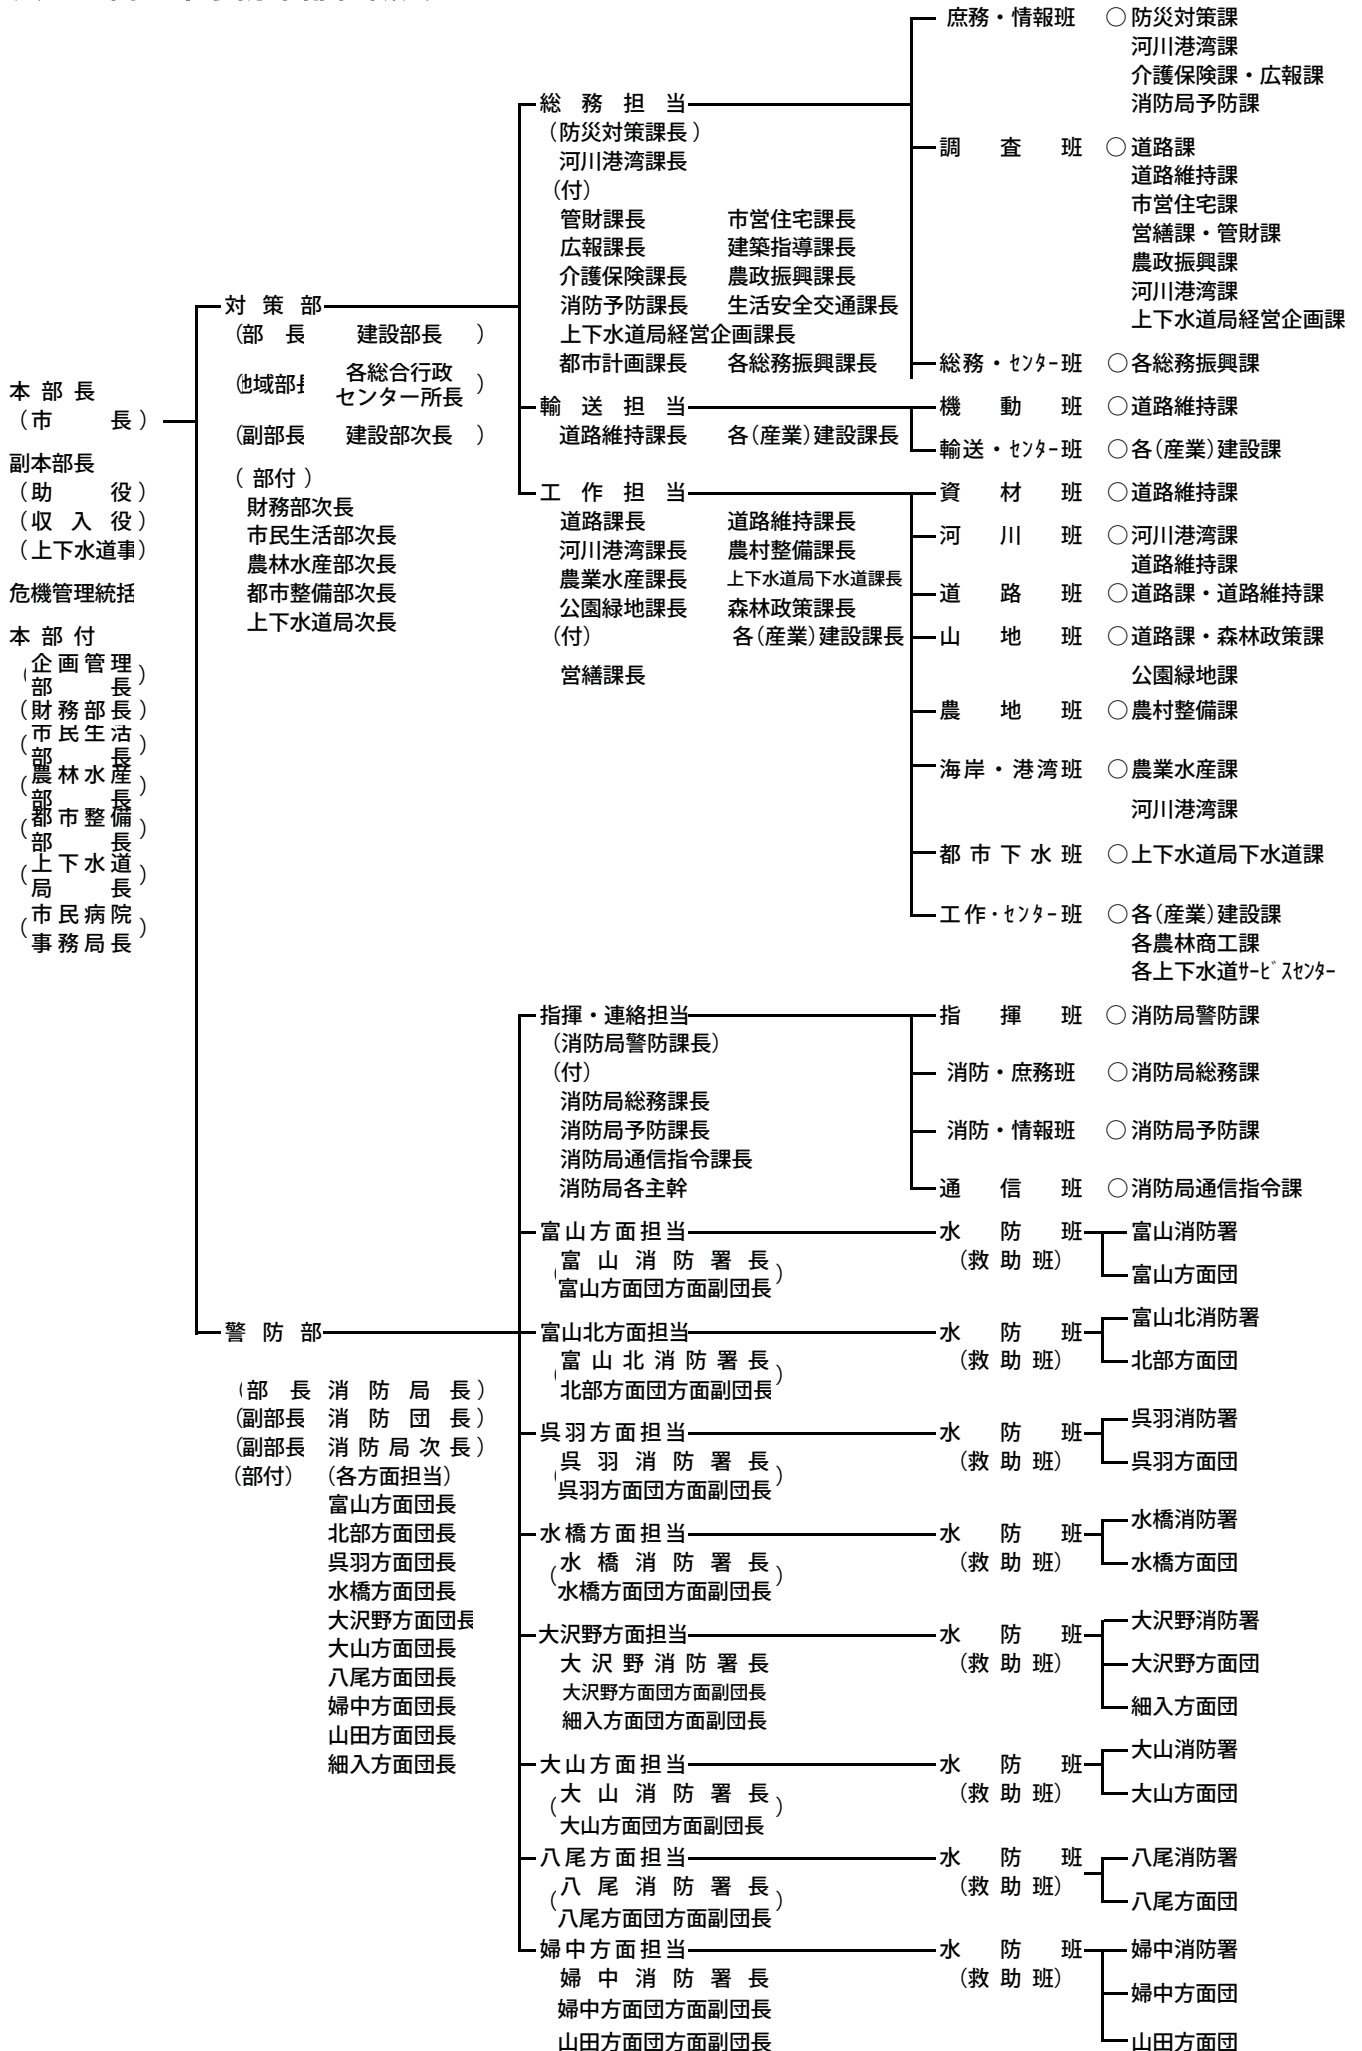 本部長
（市　長）
副本部長
（助　役）
（収入役）
（上下水道事）
危機管理統括
本部付
（企画管理部長）
（財務部長）
（市民生活部長）
（農林水産部長）
（都市整備部長）
（上下水道局長）
（市民病院事務局長）
対策部
（部長　建設部長　）
（地域部長　各総合行政センター所長　）
（副部長　建設部次長　）
（部付）
財務部次長
市民生活部次長
農林水産部次長
都市整備部次長
上下水道局次長
総務担当
（防災対策課長）
河川港湾課長
（付）
管財課長　市営住宅課長
広報課長　建築指導課長
介護保険課長　農政振興課長
消防予防課長　生活安全交通課長
上下水道局経営企画課長
都市計画課長　各総務振興課長
庶務・情報班　○防災対策課
河川港湾課
介護保険課・広報課
消防局予防課
調査班　○道路課
道路維持課
市営住宅課
営繕課・管財課
農政振興課
河川港湾課
上下水道局経営企画課
総務・ｾﾝﾀｰ班　○各総務振興課
輸送担当
道路維持課長　各(産業)建設課長
機動班　○道路維持課
輸送・ｾﾝﾀｰ班　○各(産業)建設課
工作担当
道路課長　道路維持課長
河川港湾課長　農村整備課長
農業水産課長　上下水道局下水道課長
公園緑地課長　森林政策課長
（付）　各(産業)建設課長
営繕課長
資材班　○道路維持課
河川班　○河川港湾課
道路維持課
道路班　○道路課・道路維持課
山地班　○道路課・森林政策課
公園緑地課
農地班　○農村整備課
海岸・港湾班　○農業水産課
河川港湾課
都市下水班　○上下水道局下水道課
工作・ｾﾝﾀｰ班　○各(産業)建設課
各農林商工課
各上下水道ｻｰﾋﾞｽｾﾝﾀｰ
警防部
（部長　消防局長）
（副部長　消防団長）
（副部長　消防局次長）
（部付）　（各方面担当）
富山方面団長
北部方面団長
呉羽方面団長
水橋方面団長
大沢野方面団長
大山方面団長
八尾方面団長
婦中方面団長
山田方面団長
細入方面団長
指揮・連絡担当
（消防局警防課長）
（付）
消防局総務課長
消防局予防課長
消防局通信指令課長
消防局各主幹
指揮班　○消防局警防課
消防・庶務班　○消防局総務課
消防・情報班　○消防局予防課
通信班　○消防局通信指令課
富山方面担当
（富山消防署長
富山方面団方面副団長）
水防班
（救助班）
富山消防署
富山方面団
富山北方面担当
（富山北消防署長
北部方面団方面副団長）
水防班
（救助班）
富山北消防署
北部方面団
呉羽方面担当
（呉羽消防署長
呉羽方面団方面副団長）
水防班
（救助班）
呉羽消防署
呉羽方面団
水橋方面担当
（水橋消防署長
水橋方面団方面副団長）
水防班
（救助班）
水橋消防署
水橋方面団
大沢野方面担当
大沢野消防署長
大沢野方面団方面副団長
細入方面団方面副団長
水防班
（救助班）
大沢野消防署
大沢野方面団
細入方面団
大山方面担当
（大山消防署長
大山方面団方面副団長）
水防班
（救助班）
大山消防署
大山方面団
八尾方面担当
（八尾消防署長
八尾方面団方面副団長）
水防班
（救助班）
八尾消防署
八尾方面団
婦中方面担当
婦中消防署長
婦中方面団方面副団長
山田方面団方面副団長
水防班
（救助班）
婦中消防署
婦中方面団
山田方面団